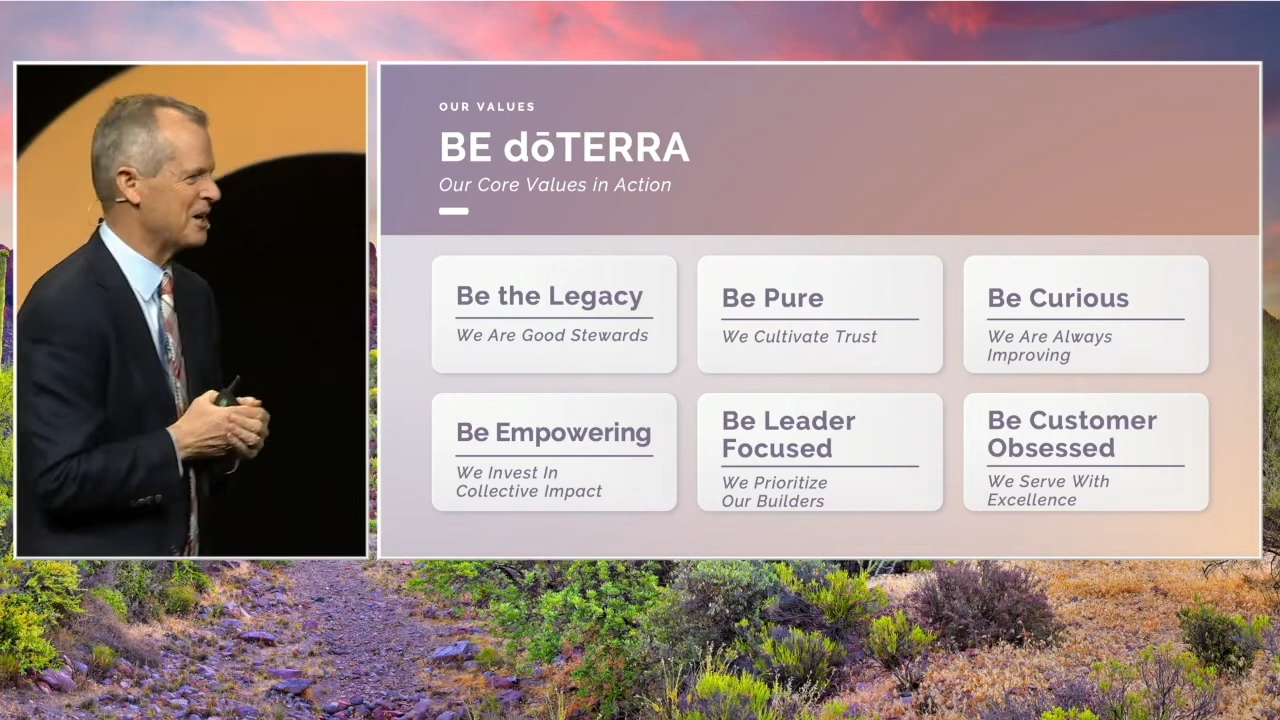 OUR VALUES
BE dōTERRA
Our Core Values in Action
Be the Legacy
We Are Good Stewards
Be Pure
We Cultivate Trust
Be Curious
We Are Always
Improving
Be Empowering
We Invest In
Collective Impact
Be Leader
Focused
We Prioritize
Our Builders
Be Customer
Obsessed
We Serve With
Excellence